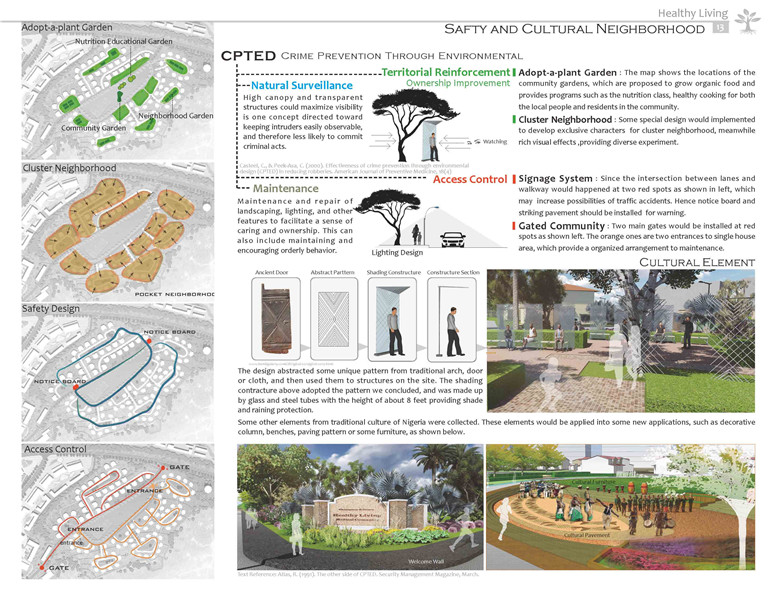 Healthy Living
SAFTY AND CULTURAL NEIGHBORHOOD 13
Adopt-a-plant Garden
Nutrition Educational Garden
Neighborhood Garden
Community Garden
Cluster Neighborhood
POCKET NEIGHBORHOO
Safety Design
NOTICE BOARD
NOTICE BOARD
Access Control
GATE
ENTRANCE
ENTRANCE
entrance
GATE
CPTED CRIME PREVENTION THROUGH ENVIRONMENTAL
Territorial Reinforcement
Ownership Improvement
Natural Surveillance
High canopy and transparent
structures could maximize visibility
is one concept directed toward
keeping intruders easily observable,
and therefore less likely to commit
criminal acts.
Watching
design (CPTED) in reducing robberies. American Journal of Preventive Medicine, 18(4)
Access Control
Maintenance
Maintenance and repair of
landscaping, lighting, and other
features to facilitate a sense of
caring and ownership. This can
also include maintaining and
encouraging orderly behavior.
Lighting Design
Adopt-a-plant Garden : The map shows the locations of the
community gardens, which are proposed to grow organic food and
provides programs such as the nutrition class, healthy cooking for both
the local people and residents in the community.
Cluster Neighborhood : Some special design would implemented
to develop exclusive characters for cluster neighborhood, meanwhile
rich visual effects ,providing diverse experiment.
Signage System : Since the intersection between lanes and
walkway would happened at two red spots as shown in left, which
may increase possibilities of traffic accidents. Hence notice board and
striking pavement should be installed for warning.
Gated Community : Two main gates would be installed at red
spots as shown left. The orange ones are two entrances to single house
area, which provide a organized arrangement to maintenance.
CULTURAL ELEMENT
Ancient Door
Abstract Parttern
Shading Constructure
Constructure Section
The design abstracted some unique pattern from traditional arch, door
or cloth, and then used them to structures on the site. The shading
contracture above adopted the pattern we concluded, and was made up
by glass and steel tubes with the height of about 8 feet providing shade
and raining protection.
Some other elements from traditional culture of Nigeria were collected. These elements would be applied into some new applications, such as decorative
column, benches, paving pattern or some furniture, as shown below.
Healthy Living
Welcome Wall
Cultural Furniture
Cultural Pavement
Text References:Atlas, R. (1991). The other side of CPTED. Security Management Magazine, March.